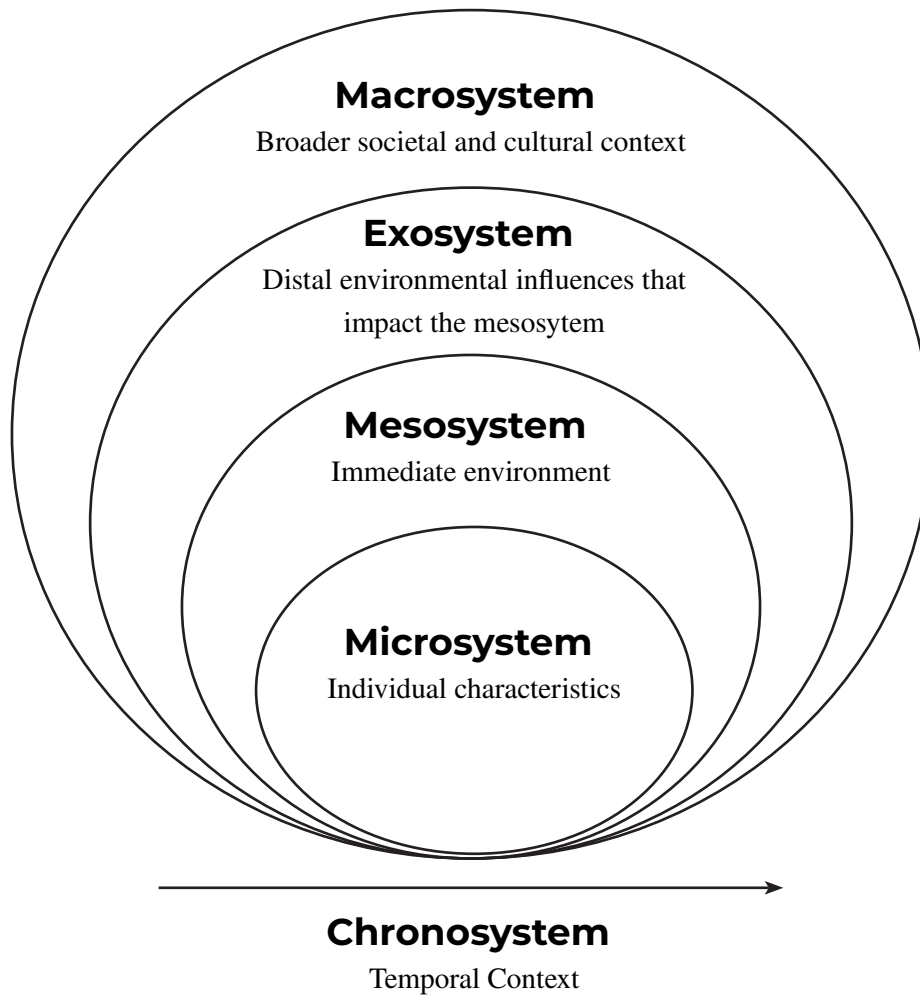 Macrosystem
Broader societal and cultural context
Exosystem
Distal environmental influences that
impact the mesosytem
Mesosystem
Immediate environment
Microsystem
Individual characteristics
Chronosystem
Temporal Context